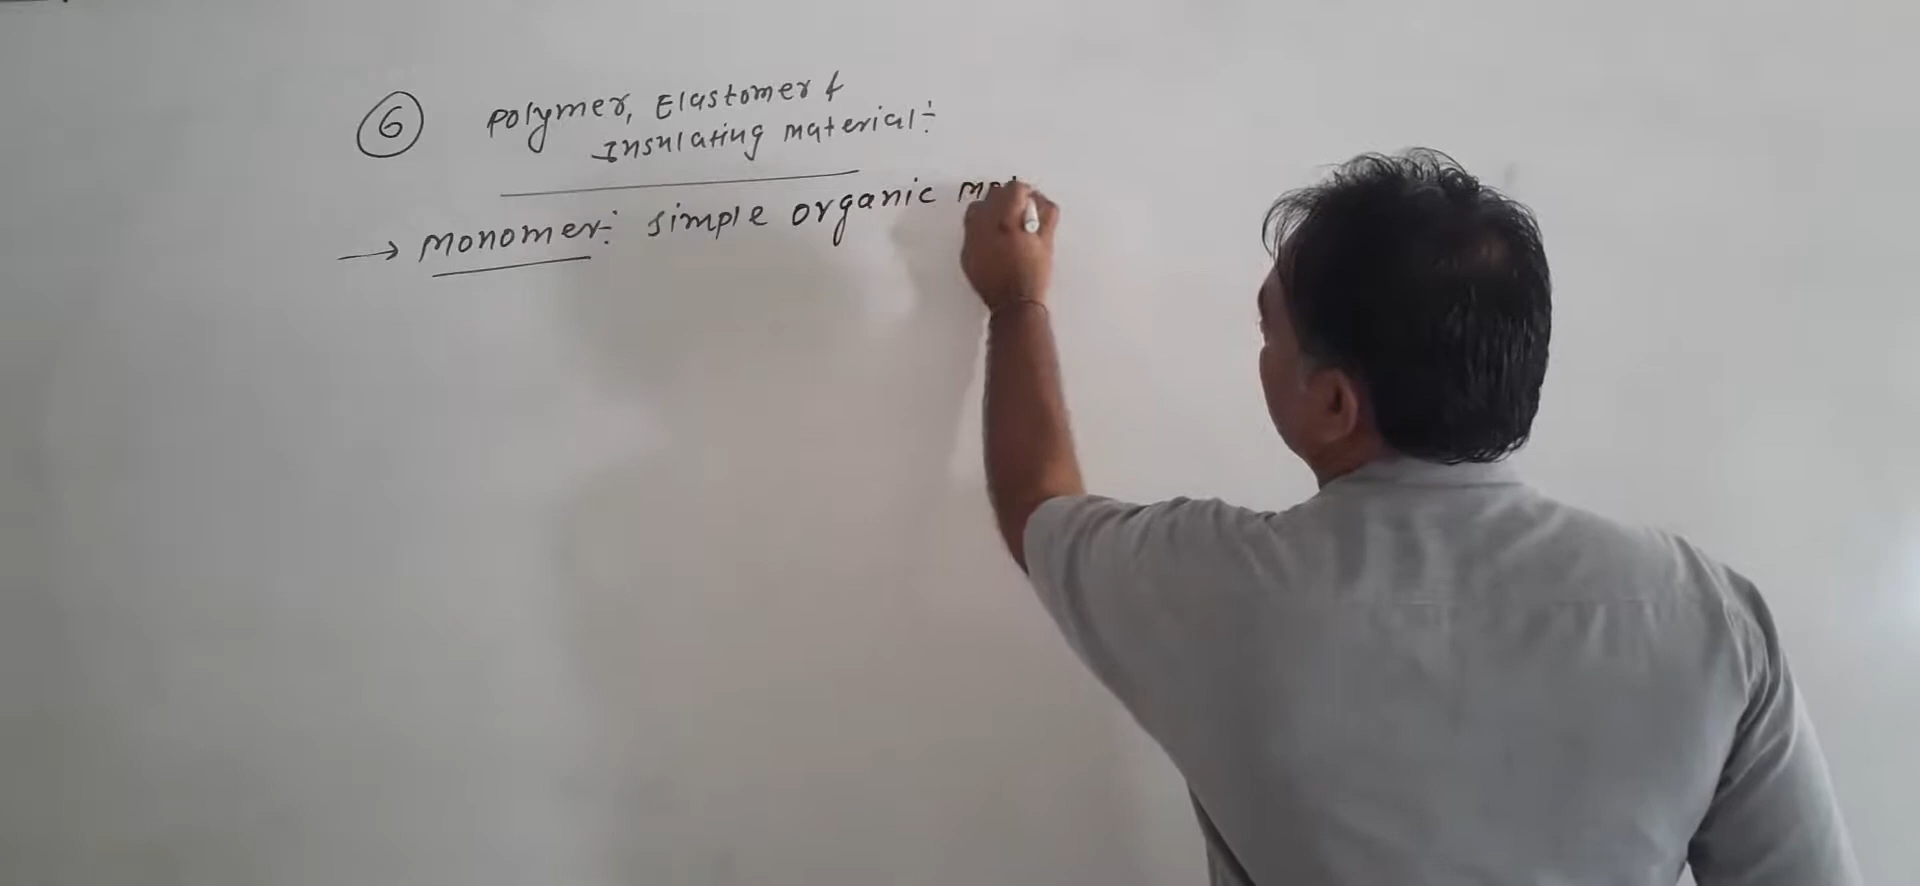 6 Polymer, Elastomer &
Insulating material:
→ Monomer: simple organic